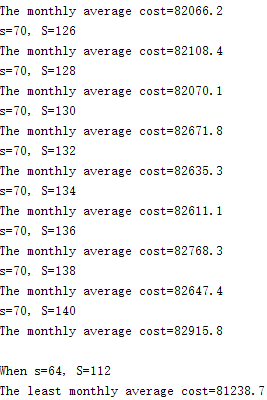 The monthly average cost=82066.2
s=70, S=126
The monthly average cost=82108.4
s=70, S=128
The monthly average cost=82070.1
s=70, S=130
The monthly average cost=82671.8
s=70, S=132
The monthly average cost=82635.3
s=70, S=134
The monthly average cost=82611.1
s=70, S=136
The monthly average cost=82768.3
s=70, S=138
The monthly average cost=82647.4
s=70, S=140
The monthly average cost=82915.8

When s=64, S=112
The least monthly average cost=81238.7